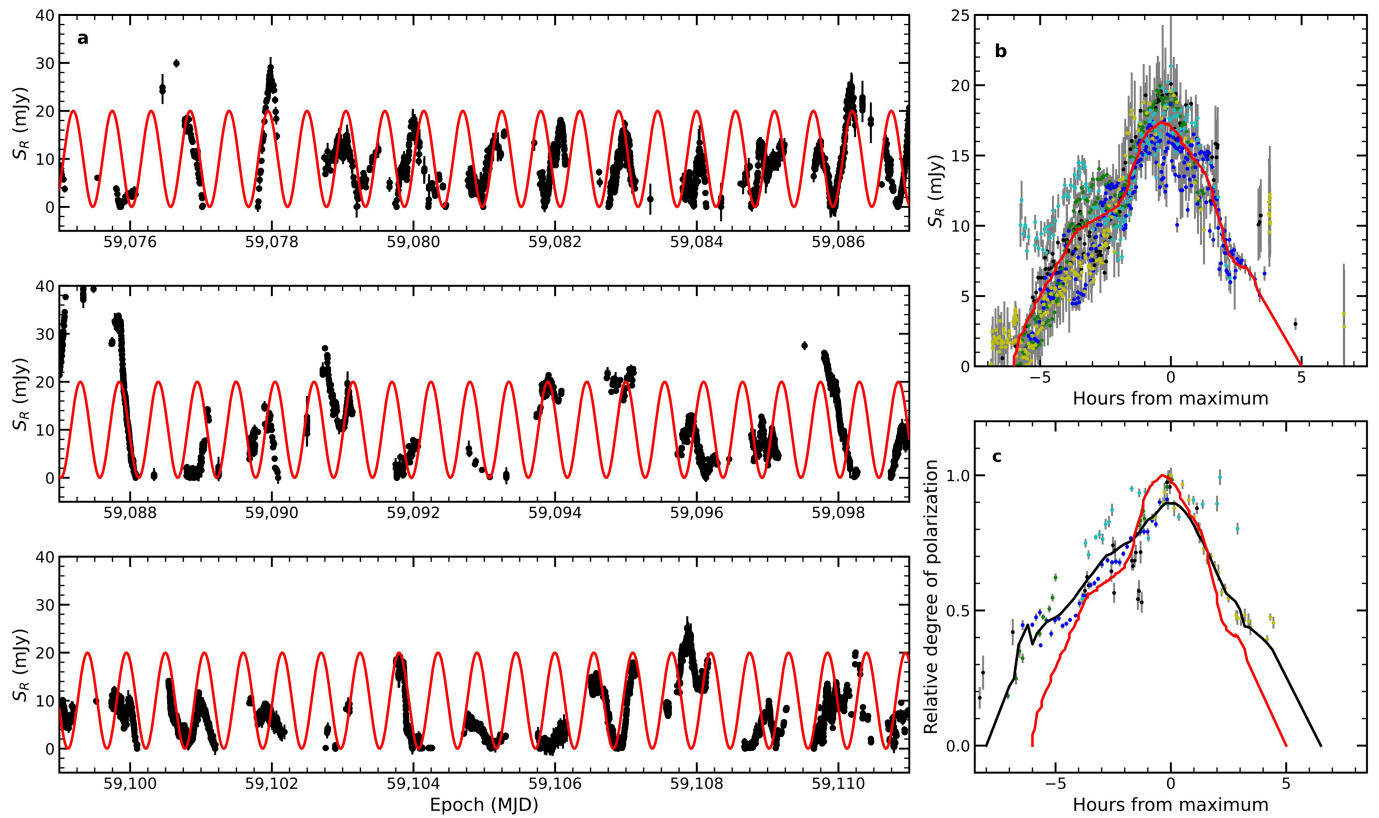 a
40
30
20
10
0
S_R (mJy)
59,076 59,078 59,080 59,082 59,084 59,086
40
30
20
10
0
S_R (mJy)
59,088 59,090 59,092 59,094 59,096 59,098
40
30
20
10
0
S_R (mJy)
59,100 59,102 59,104 59,106 59,108 59,110
Epoch (MJD)
b
25
20
15
10
5
0
S_R (mJy)
−5 0 5
Hours from maximum
c
1.0
0.5
0.0
Relative degree of polarization
−5 0 5
Hours from maximum